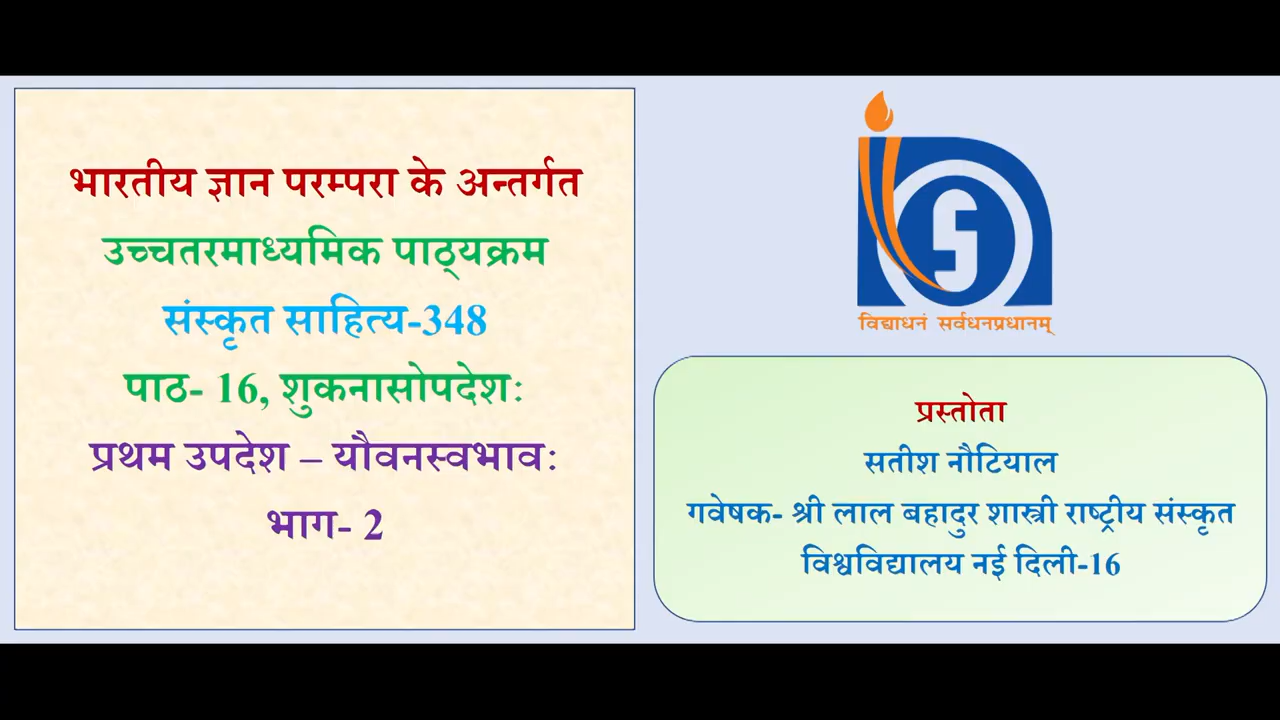 भारतीय ज्ञान परम्परा के अन्तर्गत
उच्चतरमाध्यमिक पाठ्यक्रम
संस्कृत साहित्य-348
पाठ- 16, शुकनासोपदेशः
प्रथम उपदेश – यौवनस्वभावः
भाग- 2
विद्याधनं सर्वधनप्रधानम्
प्रस्तोता
सतीश नौटियाल
गवेषक- श्री लाल बहादुर शास्त्री राष्ट्रीय संस्कृत
विश्वविद्यालय नई दिली-16